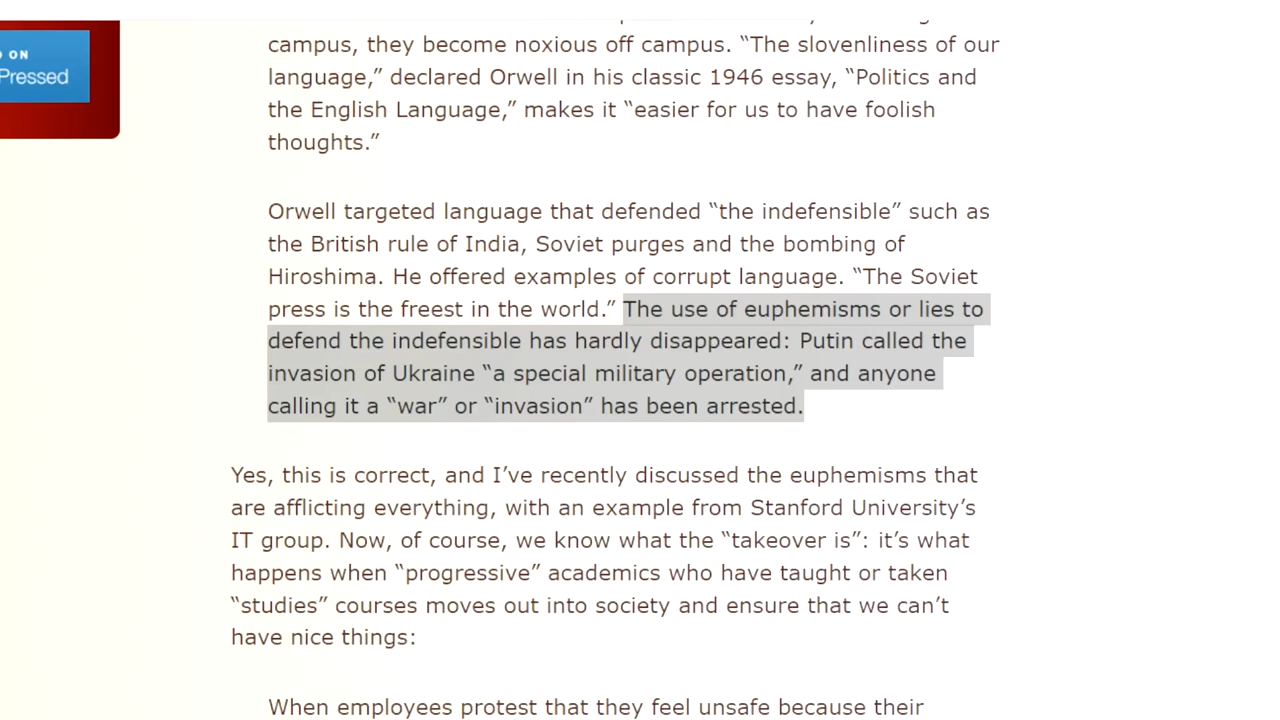 campus, they become noxious off campus. “The slovenliness of our
language,” declared Orwell in his classic 1946 essay, “Politics and
the English Language,” makes it “easier for us to have foolish
thoughts.”
Orwell targeted language that defended “the indefensible” such as
the British rule of India, Soviet purges and the bombing of
Hiroshima. He offered examples of corrupt language. “The Soviet
press is the freest in the world.” The use of euphemisms or lies to
defend the indefensible has hardly disappeared: Putin called the
invasion of Ukraine “a special military operation,” and anyone
calling it a “war” or “invasion” has been arrested.
Yes, this is correct, and I’ve recently discussed the euphemisms that
are afflicting everything, with an example from Stanford University’s
IT group. Now, of course, we know what the “takeover is”: it’s what
happens when “progressive” academics who have taught or taken
“studies” courses moves out into society and ensure that we can’t
have nice things:
When employees protest that they feel unsafe because their
ON
Pressed